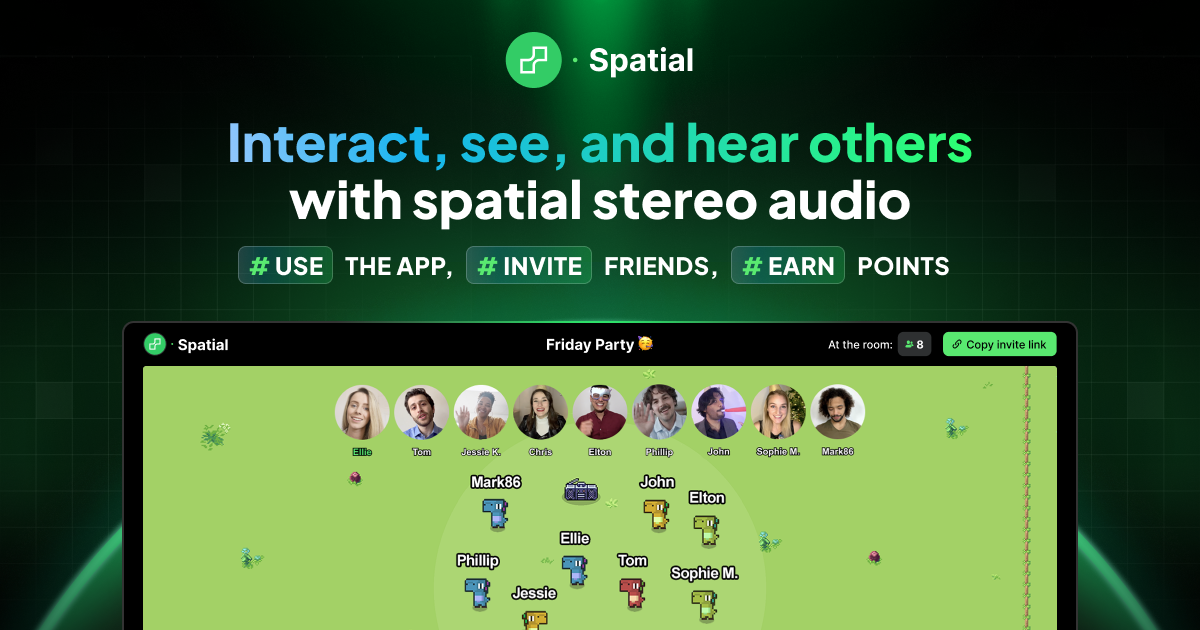 Spatial
Interact, see, and hear others
with spatial stereo audio
# USE THE APP, # INVITE FRIENDS, # EARN POINTS
Spatial
Friday Party
At the room: 8
Copy invite link
Ellie Tom Jessie K. Chris Elton Phillip John Sophie M. Mark86
Mark86
John
Elton
Ellie
Phillip
Tom
Sophie M.
Jessie